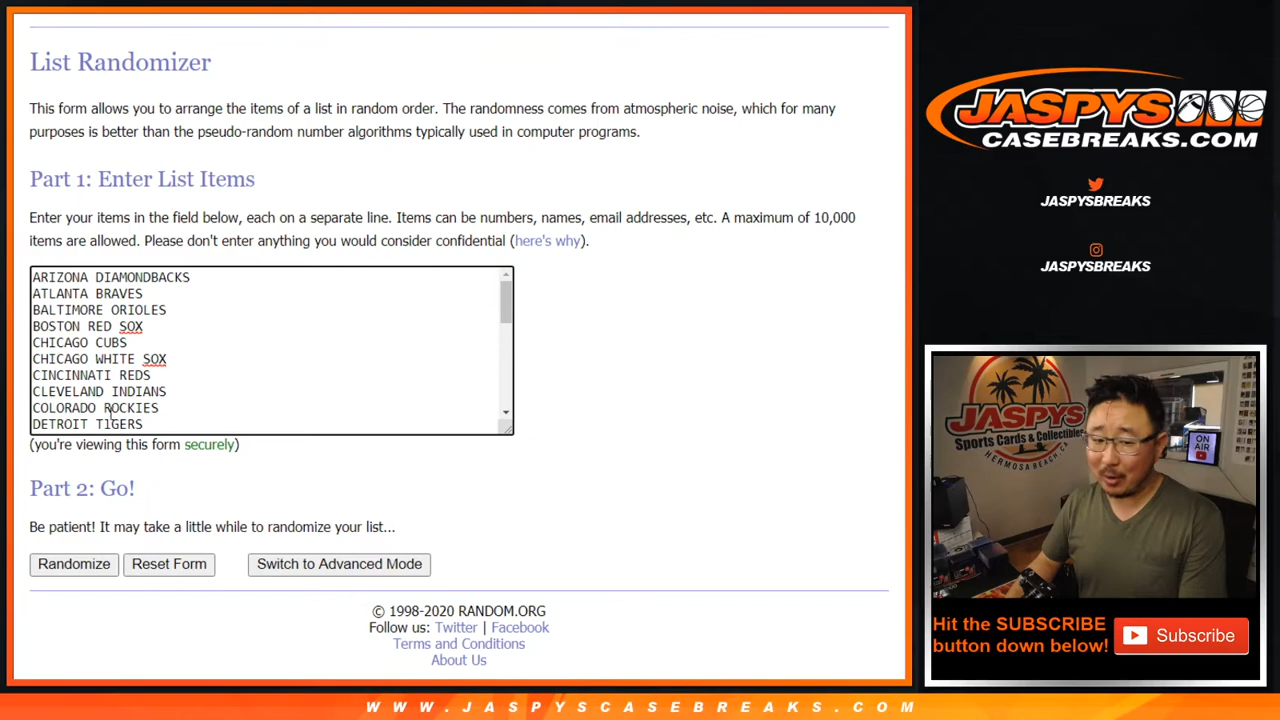 List Randomizer
This form allows you to arrange the items of a list in random order. The randomness comes from atmospheric noise, which for many
purposes is better than the pseudo-random number algorithms typically used in computer programs.
Part 1: Enter List Items
Enter your items in the field below, each on a separate line. Items can be numbers, names, email addresses, etc. A maximum of 10,000
items are allowed. Please don't enter anything you would consider confidential (here's why).
ARIZONA DIAMONDBACKS
ATLANTA BRAVES
BALTIMORE ORIOLES
BOSTON RED SOX
CHICAGO CUBS
CHICAGO WHITE SOX
CINCINNATI REDS
CLEVELAND INDIANS
COLORADO ROCKIES
DETROIT TIGERS
(you're viewing this form securely)
Part 2: Go!
Be patient! It may take a little while to randomize your list...
Randomize Reset Form Switch to Advanced Mode
© 1998-2020 RANDOM.ORG
Follow us: Twitter | Facebook
Terms and Conditions
About Us
JASPYS
CASEBREAKS.COM
JASPYSBREAKS
JASPYSBREAKS
JASPYS
Sports Cards & Collectibles
HERMOSA BEACH, CA
ON
AIR
Hit the SUBSCRIBE
button down below!
Subscribe
WWW.JASPYSCASEBREAKS.COM